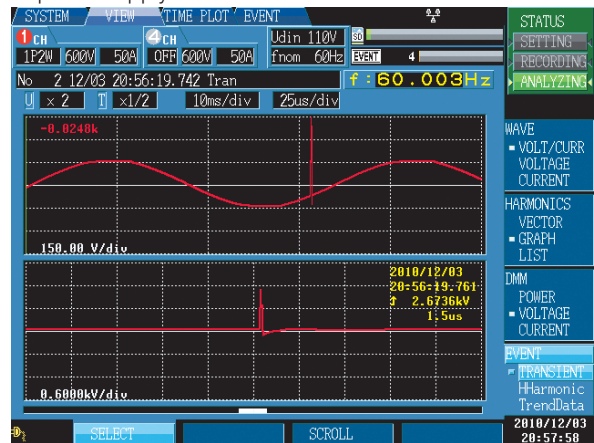 SYSTEM VIEW TIME PLOT EVENT
STATUS
1 CH 4 CH Udin 110V SD
SETTING
1P2W 600V 50A OFF 600V 50A fnom 60Hz EVENT 4
RECORDING
No 2 12/03 20:56:19.742 Tran f:60.003Hz
ANALYZING
U × 2 T ×1/2 10ms/div 25us/div
-0.0248k
150.00 V/div
WAVE
VOLT/CURR
VOLTAGE
CURRENT
HARMONICS
VECTOR
GRAPH
LIST
2010/12/03
20:56:19.761
↑ 2.6736kV
1.5us
0.6000kV/div
DMM
POWER
VOLTAGE
CURRENT
EVENT
TRANSIENT
HHarmonic
TrendData
SELECT SCROLL
2010/12/03
20:57:58